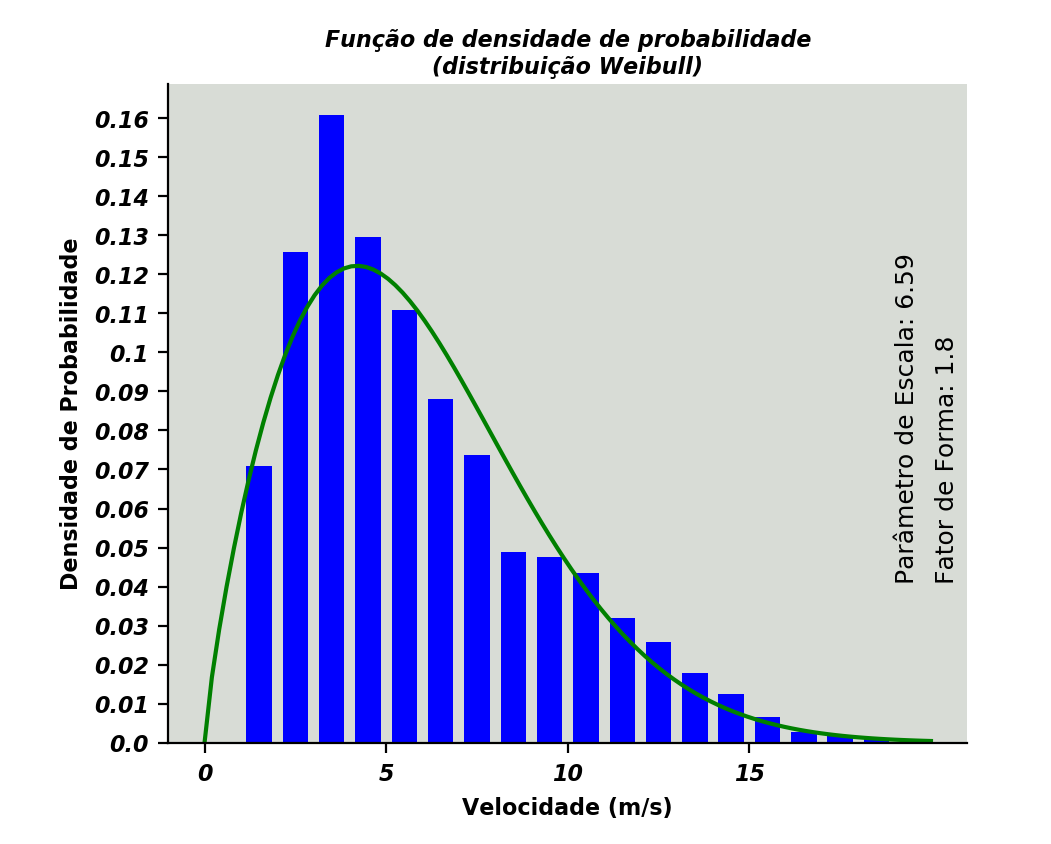 Função de densidade de probabilidade
(distribuição Weibull)
Densidade de Probabilidade
0.16
0.15
0.14
0.13
0.12
0.11
0.1
0.09
0.08
0.07
0.06
0.05
0.04
0.03
0.02
0.01
0.0
Parâmetro de Escala: 6.59
Fator de Forma: 1.8
0 5 10 15
Velocidade (m/s)